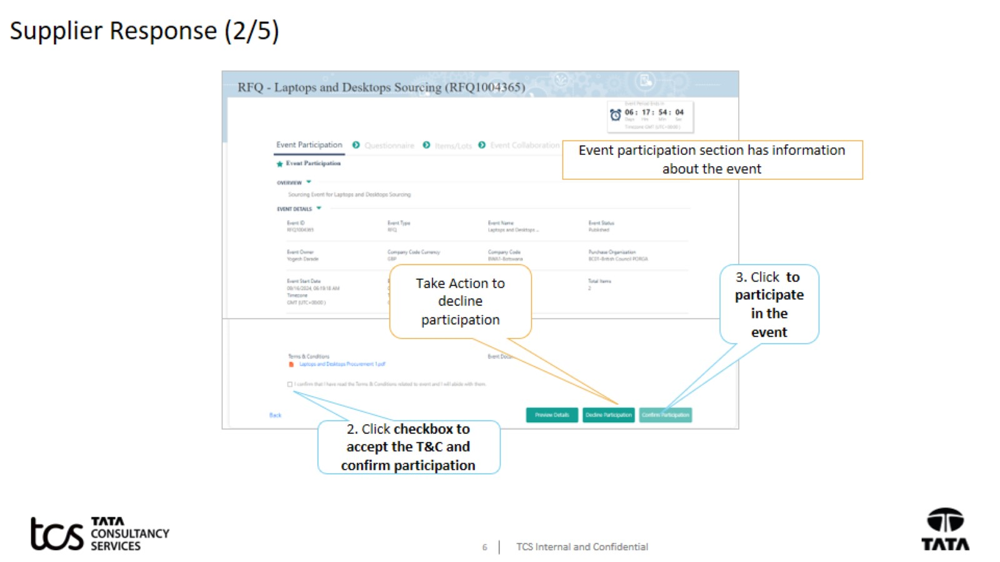 Supplier Response (2/5)
RFQ - Laptops and Desktops Sourcing (RFQ1004365)
Event Period Ends in
06 : 17 : 54 : 04
Days Hrs Min Sec
Timezone GMT (UTC+00:00)
Event Participation Questionnaire Items/Lots Event Collaboration
Event participation section has information
about the event
Event Participation
OVERVIEW
Sourcing Event for Laptops and Desktops Sourcing
EVENT DETAILS
Event ID Event Type Event Name Event Status
RFQ1004365 RFQ Laptops and Desktops ... Published
Event Owner Company Code Currency Company Code Purchase Organization
Yogesh Darade GBP BWA1-Botswana BC01-British Council PORGA
Event Start Date Total Items
09/16/2024, 06:19:18 AM 2
Timezone
GMT (UTC+00:00)
Take Action to
decline
participation
3. Click to
participate
in the
event
Terms & Conditions Event
Laptops and Desktops Procurement 1.pdf
I confirm that I have read the Terms & Conditions related to event and I will abide with them.
Back Preview Details Decline Participation Confirm Participation
2. Click checkbox to
accept the T&C and
confirm participation
tcs TATA
CONSULTANCY
SERVICES
6 TCS Internal and Confidential
TATA